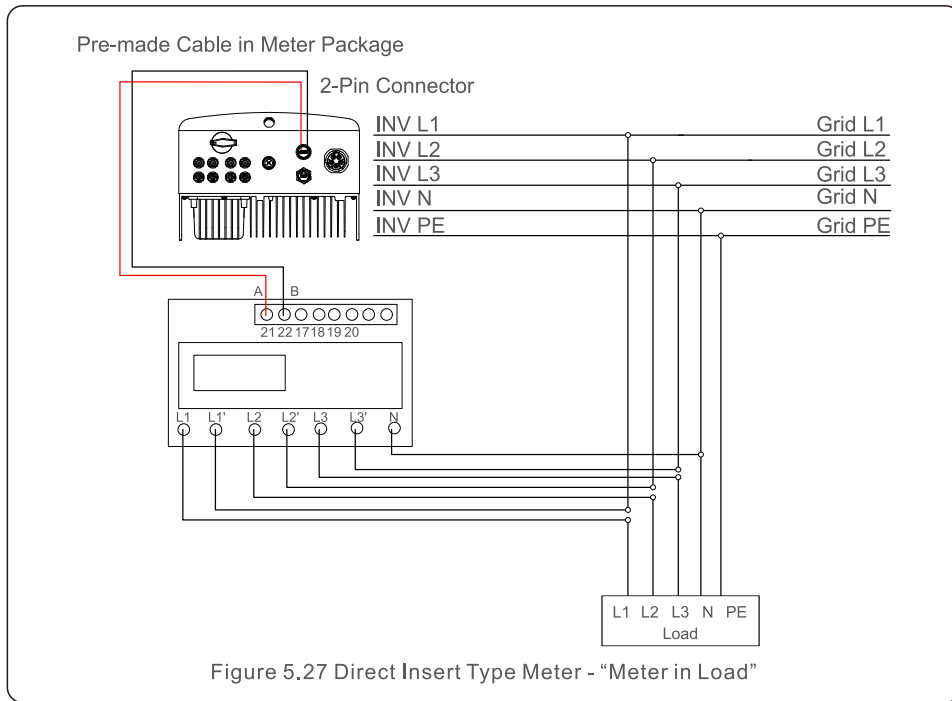 Pre-made Cable in Meter Package
2-Pin Connector
INV L1 Grid L1
INV L2 Grid L2
INV L3 Grid L3
INV N Grid N
INV PE Grid PE
A B
21 22 17 18 19 20
L1 L1' L2 L2' L3 L3' N
L1 L2 L3 N PE
Load
Figure 5.27 Direct Insert Type Meter - “Meter in Load”